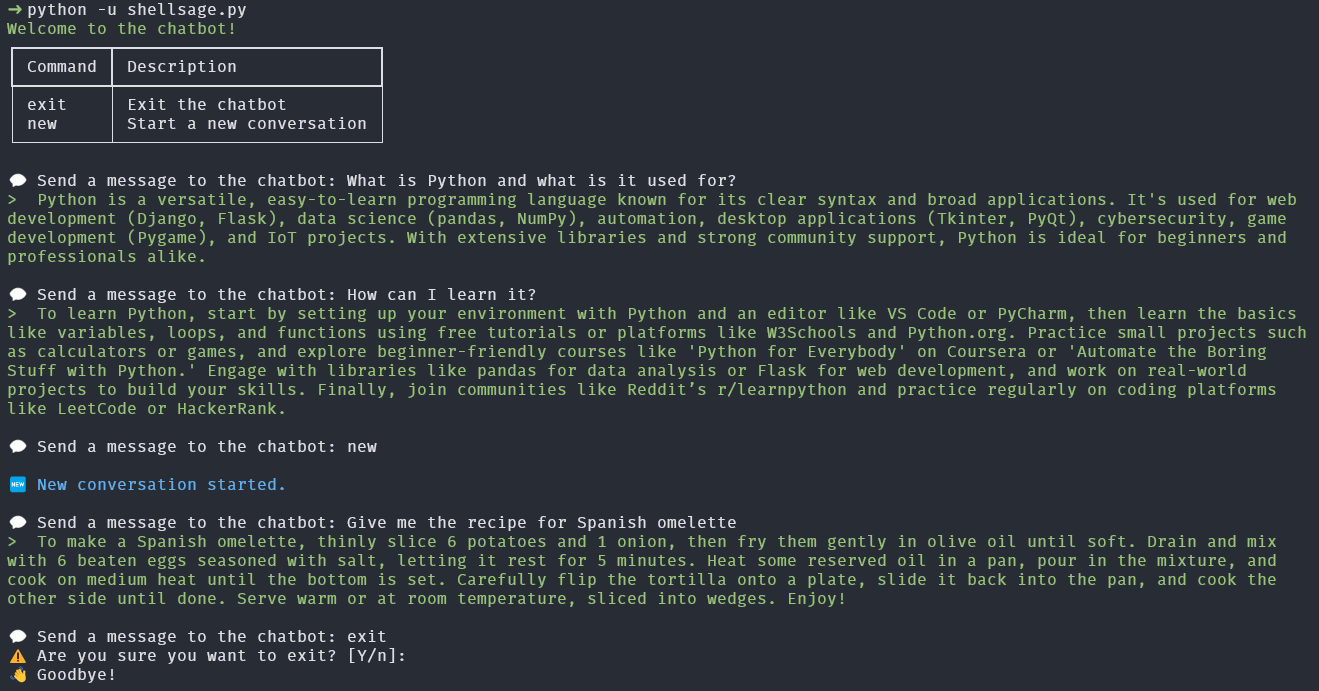 → python -u shellsage.py
Welcome to the chatbot!
Command Description
exit Exit the chatbot
new Start a new conversation
💬 Send a message to the chatbot: What is Python and what is it used for?
> Python is a versatile, easy-to-learn programming language known for its clear syntax and broad applications. It's used for web
development (Django, Flask), data science (pandas, NumPy), automation, desktop applications (Tkinter, PyQt), cybersecurity, game
development (Pygame), and IoT projects. With extensive libraries and strong community support, Python is ideal for beginners and
professionals alike.
💬 Send a message to the chatbot: How can I learn it?
> To learn Python, start by setting up your environment with Python and an editor like VS Code or PyCharm, then learn the basics
like variables, loops, and functions using free tutorials or platforms like W3Schools and Python.org. Practice small projects such
as calculators or games, and explore beginner-friendly courses like 'Python for Everybody' on Coursera or 'Automate the Boring
Stuff with Python.' Engage with libraries like pandas for data analysis or Flask for web development, and work on real-world
projects to build your skills. Finally, join communities like Reddit’s r/learnpython and practice regularly on coding platforms
like LeetCode or HackerRank.
💬 Send a message to the chatbot: new
🆕 New conversation started.
💬 Send a message to the chatbot: Give me the recipe for Spanish omelette
> To make a Spanish omelette, thinly slice 6 potatoes and 1 onion, then fry them gently in olive oil until soft. Drain and mix
with 6 beaten eggs seasoned with salt, letting it rest for 5 minutes. Heat some reserved oil in a pan, pour in the mixture, and
cook on medium heat until the bottom is set. Carefully flip the tortilla onto a plate, slide it back into the pan, and cook the
other side until done. Serve warm or at room temperature, sliced into wedges. Enjoy!
💬 Send a message to the chatbot: exit
⚠️ Are you sure you want to exit? [Y/n]:
👋 Goodbye!